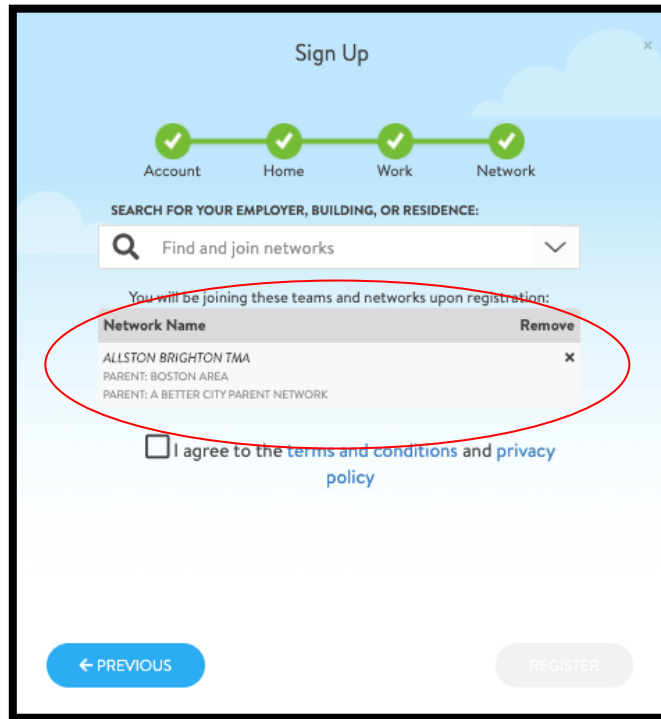 Sign Up
×
Account Home Work Network
SEARCH FOR YOUR EMPLOYER, BUILDING, OR RESIDENCE:
Find and join networks
You will be joining these teams and networks upon registration:
Network Name Remove
ALLSTON BRIGHTON TMA ×
PARENT: BOSTON AREA
PARENT: A BETTER CITY PARENT NETWORK
I agree to the terms and conditions and privacy
policy
PREVIOUS REGISTER